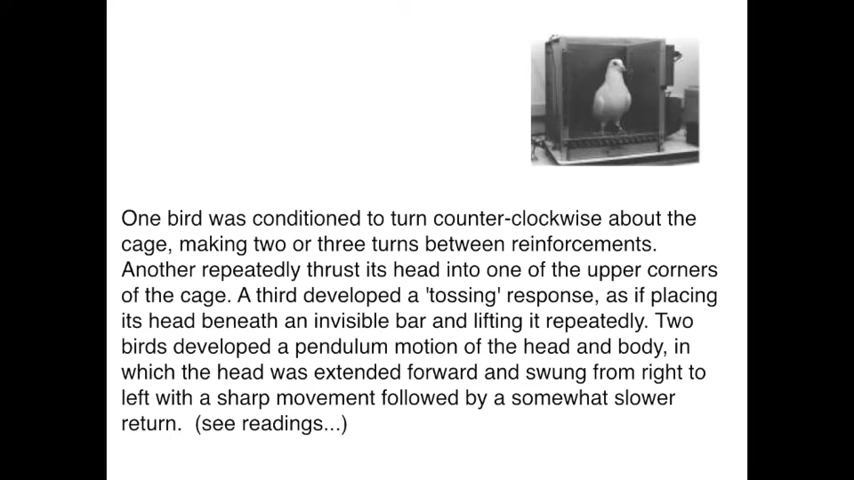 One bird was conditioned to turn counter-clockwise about the
cage, making two or three turns between reinforcements.
Another repeatedly thrust its head into one of the upper corners
of the cage. A third developed a 'tossing' response, as if placing
its head beneath an invisible bar and lifting it repeatedly. Two
birds developed a pendulum motion of the head and body, in
which the head was extended forward and swung from right to
left with a sharp movement followed by a somewhat slower
return.  (see readings...)